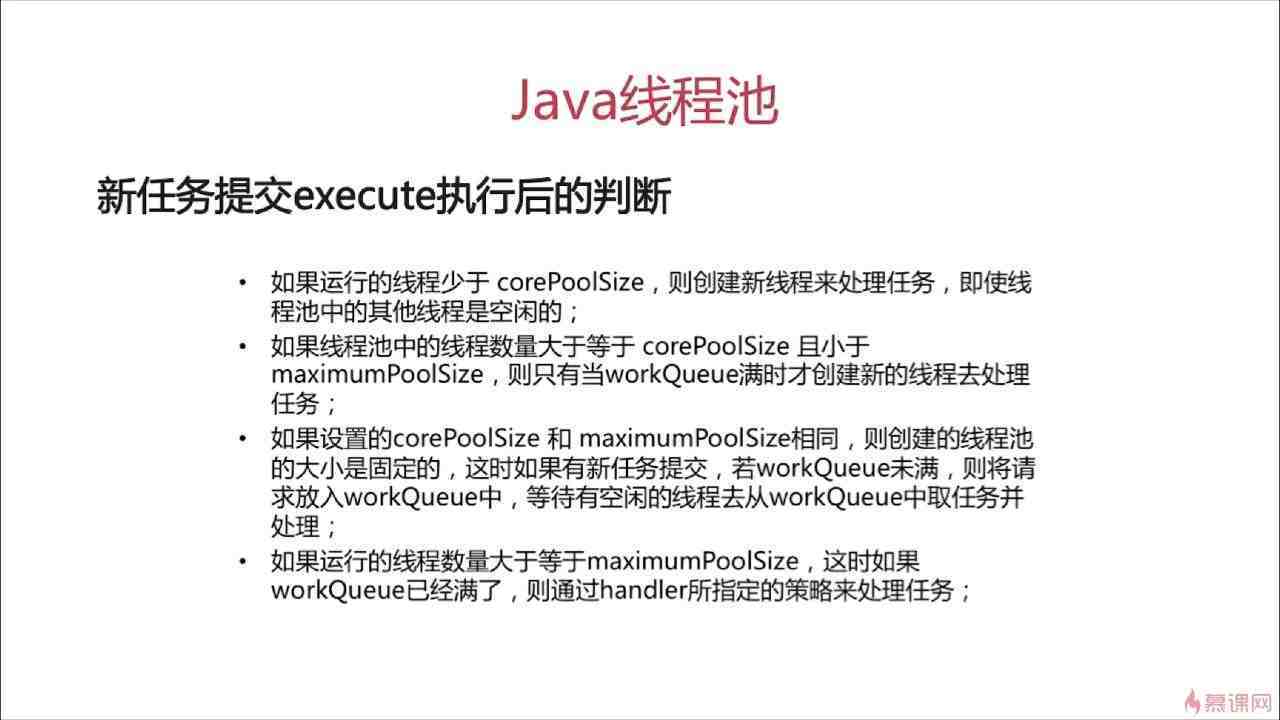 Java线程池
新任务提交execute执行后的判断
• 如果运行的线程少于 corePoolSize，则创建新线程来处理任务，即使线
程池中的其他线程是空闲的；
• 如果线程池中的线程数量大于等于 corePoolSize 且小于
maximumPoolSize，则只有当workQueue满时才创建新的线程去处理
任务；
• 如果设置的corePoolSize 和 maximumPoolSize相同，则创建的线程池
的大小是固定的，这时如果有新任务提交，若workQueue未满，则将请
求放入workQueue中，等待有空闲的线程去从workQueue中取任务并
处理；
• 如果运行的线程数量大于等于maximumPoolSize，这时如果
workQueue已经满了，则通过handler所指定的策略来处理任务；
慕课网